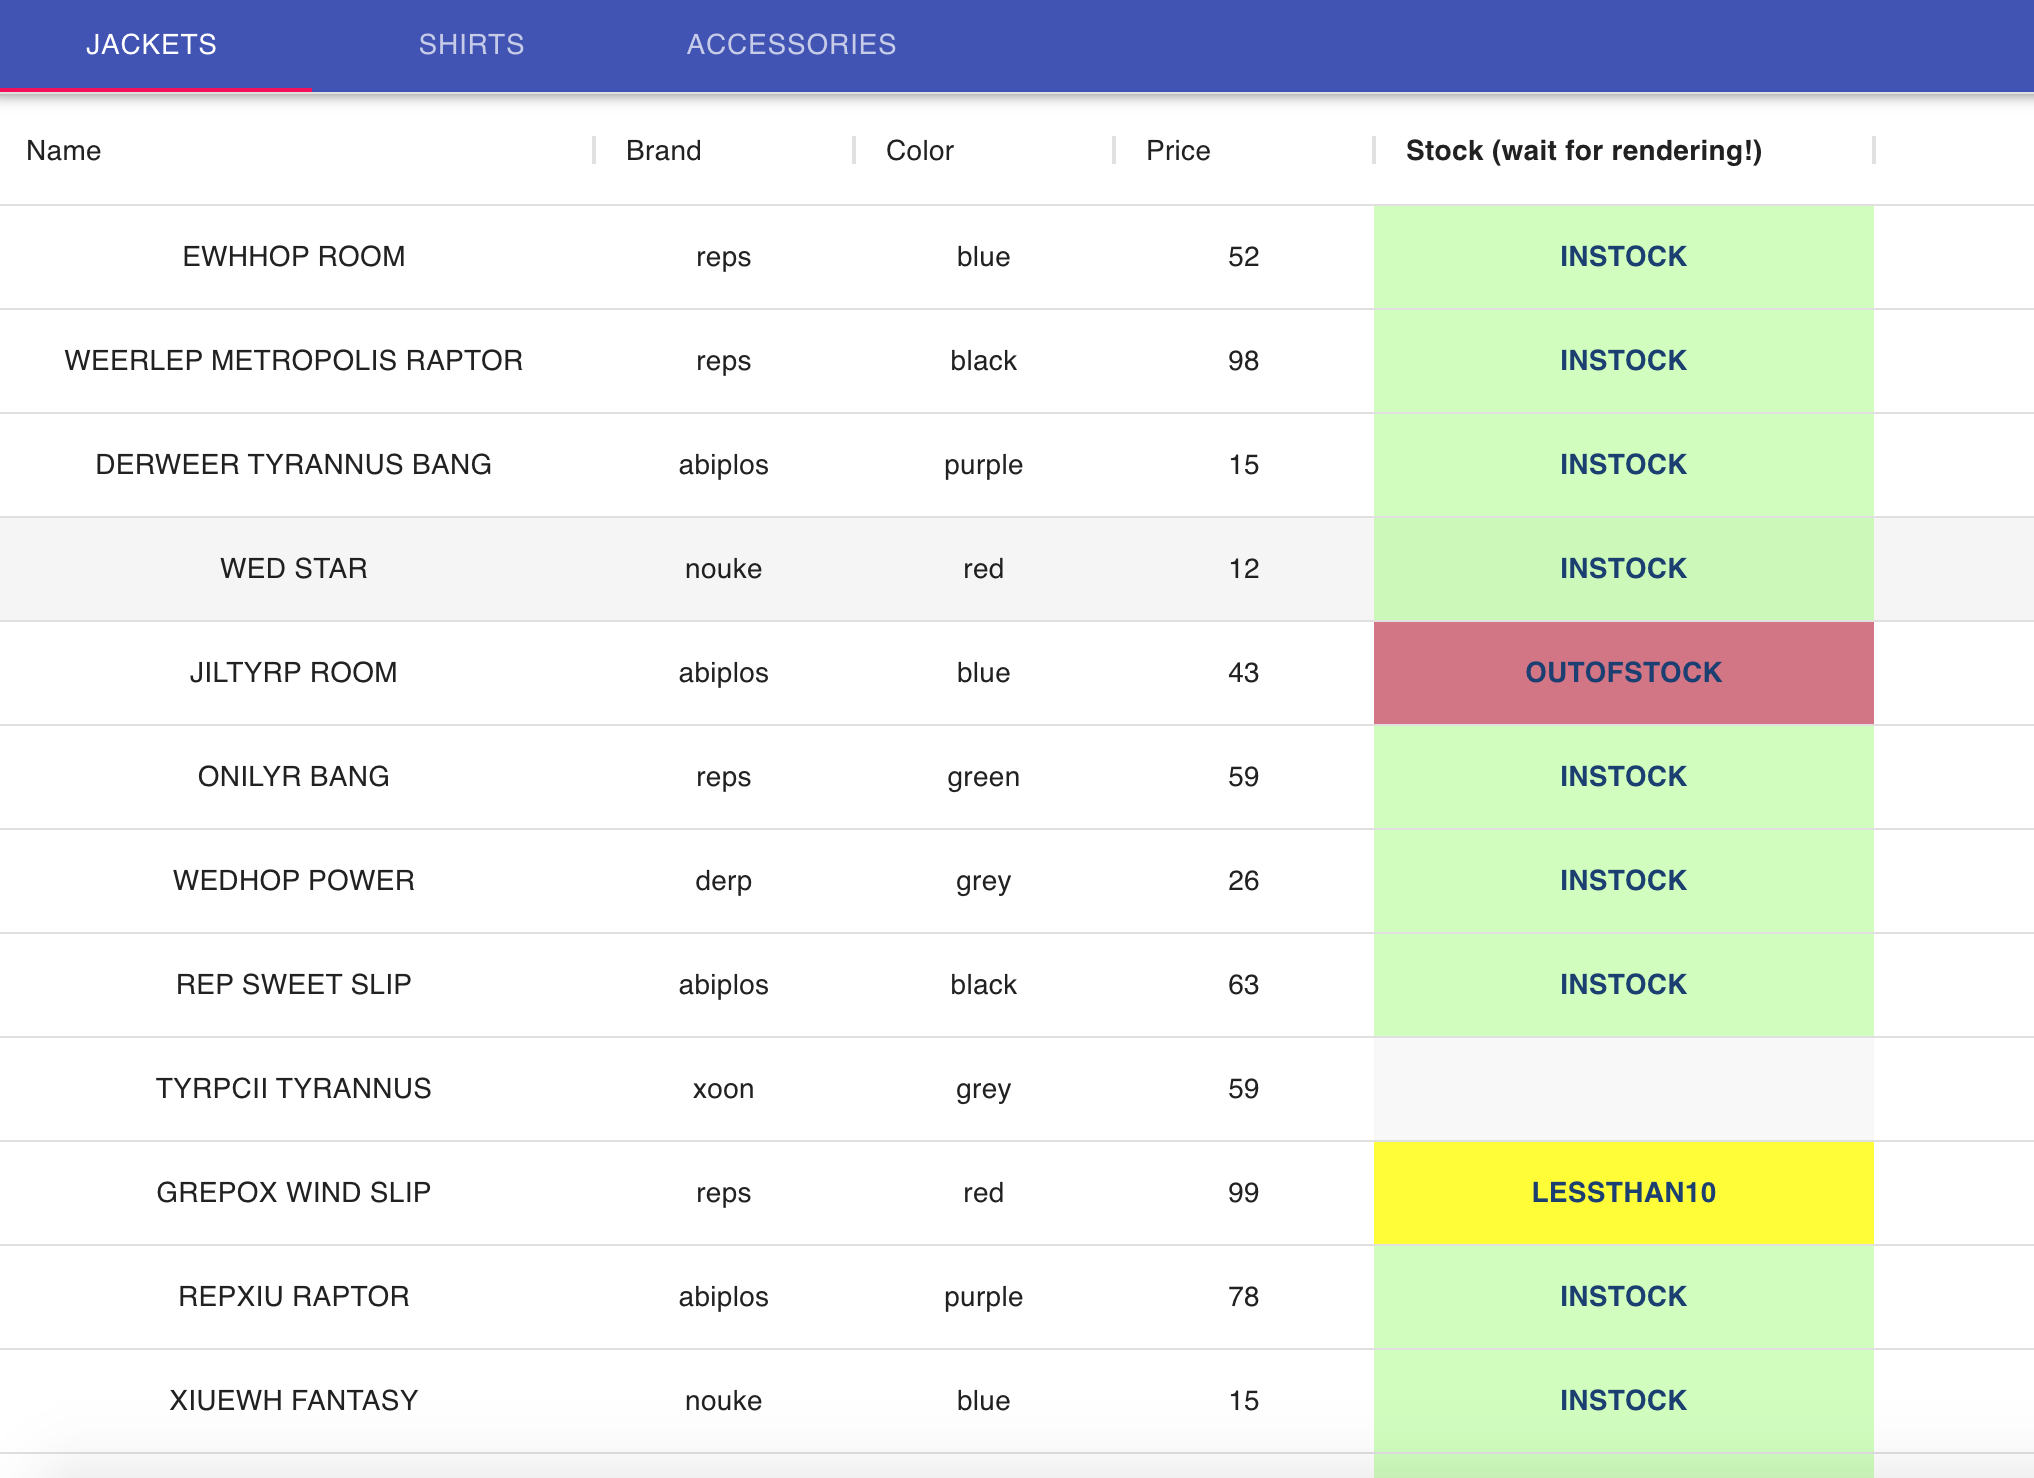 JACKETS SHIRTS ACCESSORIES
Name Brand Color Price Stock (wait for rendering!)
EWHHOP ROOM reps blue 52 INSTOCK
WEERLEP METROPOLIS RAPTOR reps black 98 INSTOCK
DERWEER TYRANNUS BANG abiplos purple 15 INSTOCK
WED STAR nouke red 12 INSTOCK
JILTYRP ROOM abiplos blue 43 OUTOFSTOCK
ONILYR BANG reps green 59 INSTOCK
WEDHOP POWER derp grey 26 INSTOCK
REP SWEET SLIP abiplos black 63 INSTOCK
TYRPCII TYRANNUS xoon grey 59
GREPOX WIND SLIP reps red 99 LESSTHAN10
REPXIU RAPTOR abiplos purple 78 INSTOCK
XIUEWH FANTASY nouke blue 15 INSTOCK